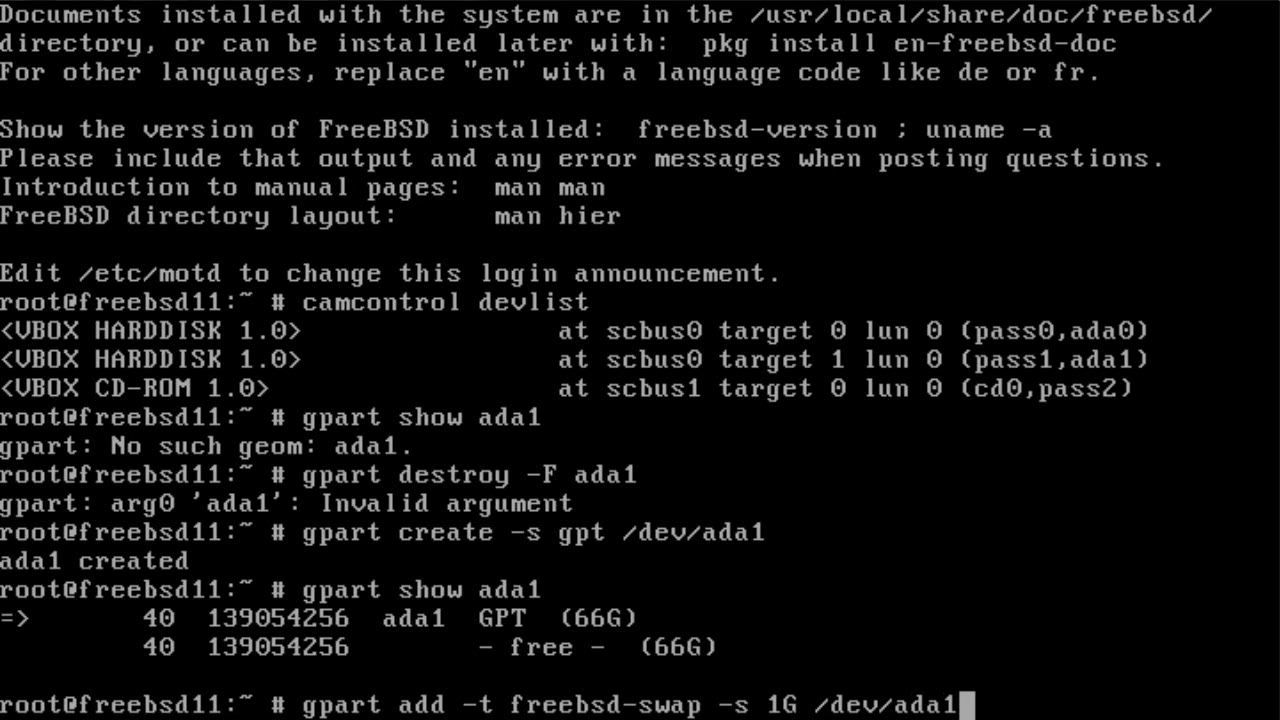 Documents installed with the system are in the /usr/local/share/doc/freebsd/
directory, or can be installed later with:  pkg install en-freebsd-doc
For other languages, replace "en" with a language code like de or fr.

Show the version of FreeBSD installed:  freebsd-version ; uname -a
Please include that output and any error messages when posting questions.
Introduction to manual pages:  man man
FreeBSD directory layout:      man hier

Edit /etc/motd to change this login announcement.
root@freebsd11:~ # camcontrol devlist
<VBOX HARDDISK 1.0>                at scbus0 target 0 lun 0 (pass0,ada0)
<VBOX HARDDISK 1.0>                at scbus0 target 1 lun 0 (pass1,ada1)
<VBOX CD-ROM 1.0>                  at scbus1 target 0 lun 0 (cd0,pass2)
root@freebsd11:~ # gpart show ada1
gpart: No such geom: ada1.
root@freebsd11:~ # gpart destroy -F ada1
gpart: arg0 'ada1': Invalid argument
root@freebsd11:~ # gpart create -s gpt /dev/ada1
ada1 created
root@freebsd11:~ # gpart show ada1
=>       40  139054256  ada1  GPT  (66G)
         40  139054256        - free -  (66G)

root@freebsd11:~ # gpart add -t freebsd-swap -s 1G /dev/ada1